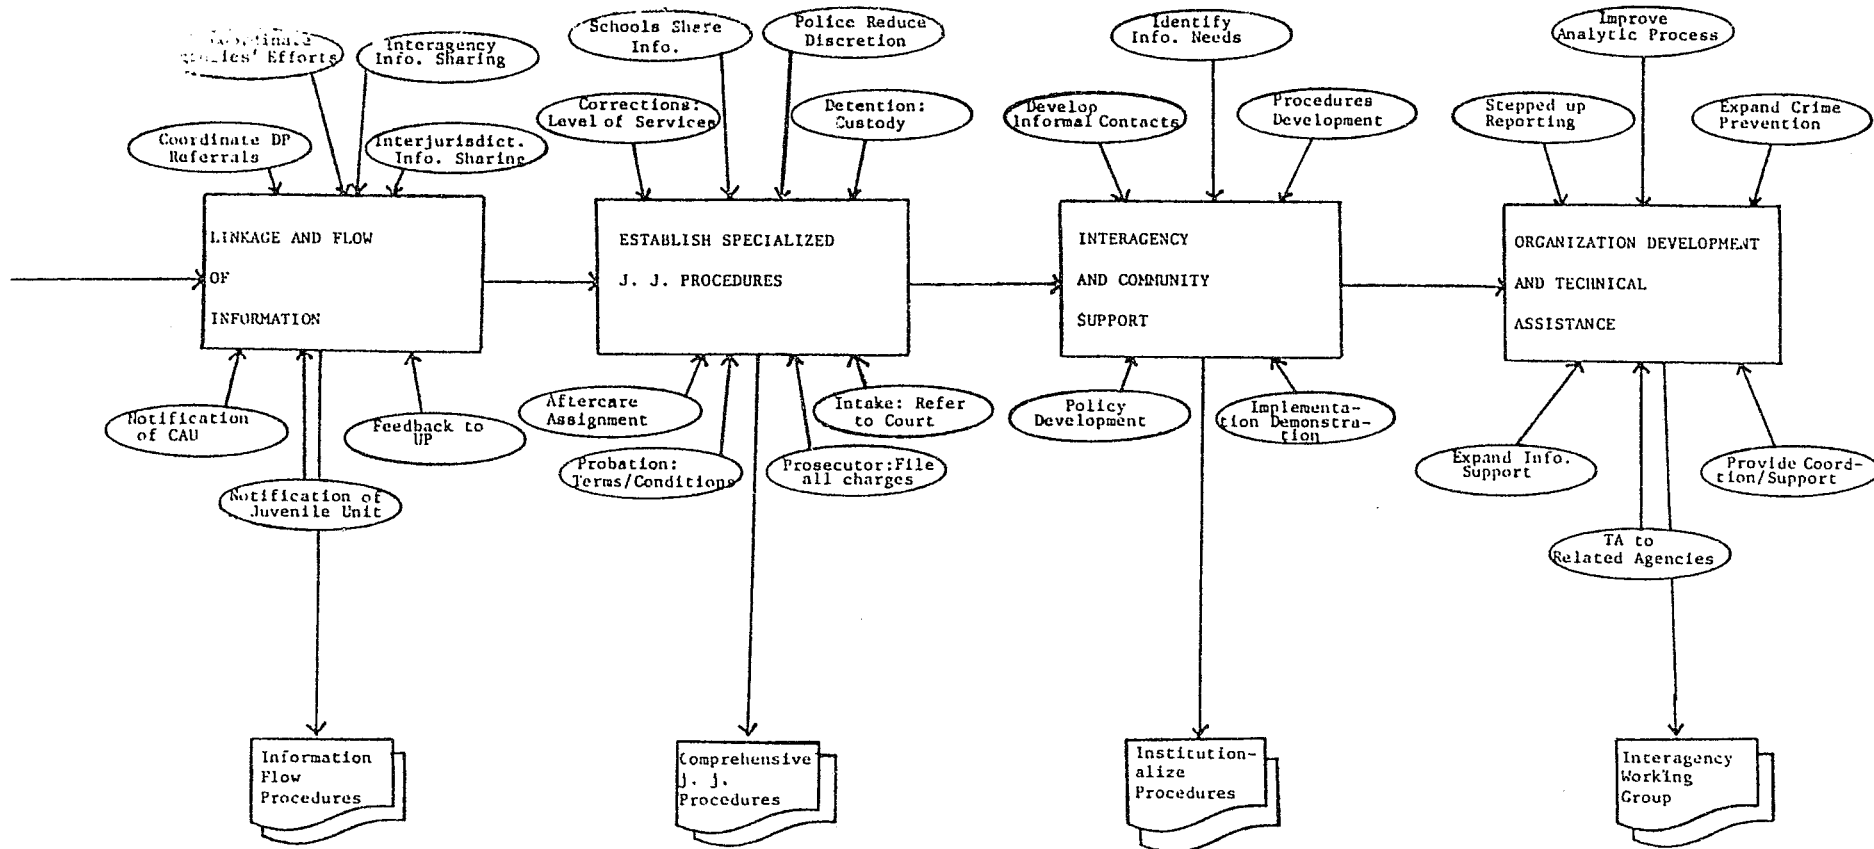 Efforts
Interagency
Info. Sharing
Coordinate DP
Referrals
Interjurisdict.
Info. Sharing
LINKAGE AND FLOW
OF
INFORMATION
Notification
of CAU
Feedback to
UP
Notification of
Juvenile Unit
Information
Flow
Procedures
Schools Share
Info.
Police Reduce
Discretion
Corrections:
Level of Services
Detention:
Custody
ESTABLISH SPECIALIZED
J. J. PROCEDURES
Aftercare
Assignment
Intake: Refer
to Court
Probation:
Terms/Conditions
Prosecutor:File
all charges
Comprehensive
j. j.
Procedures
Identify
Info. Needs
Develop
Informal Contacts
Procedures
Development
INTERAGENCY
AND COMMUNITY
SUPPORT
Policy
Development
Implementa-
tion Demonstra-
tion
Institution-
alize
Procedures
Improve
Analytic Process
Stepped up
Reporting
Expand Crime
Prevention
ORGANIZATION DEVELOPMENT
AND TECHNICAL
ASSISTANCE
Expand Info.
Support
Provide Coord-
tion/Support
TA to
Related Agencies
Interagency
Working
Group